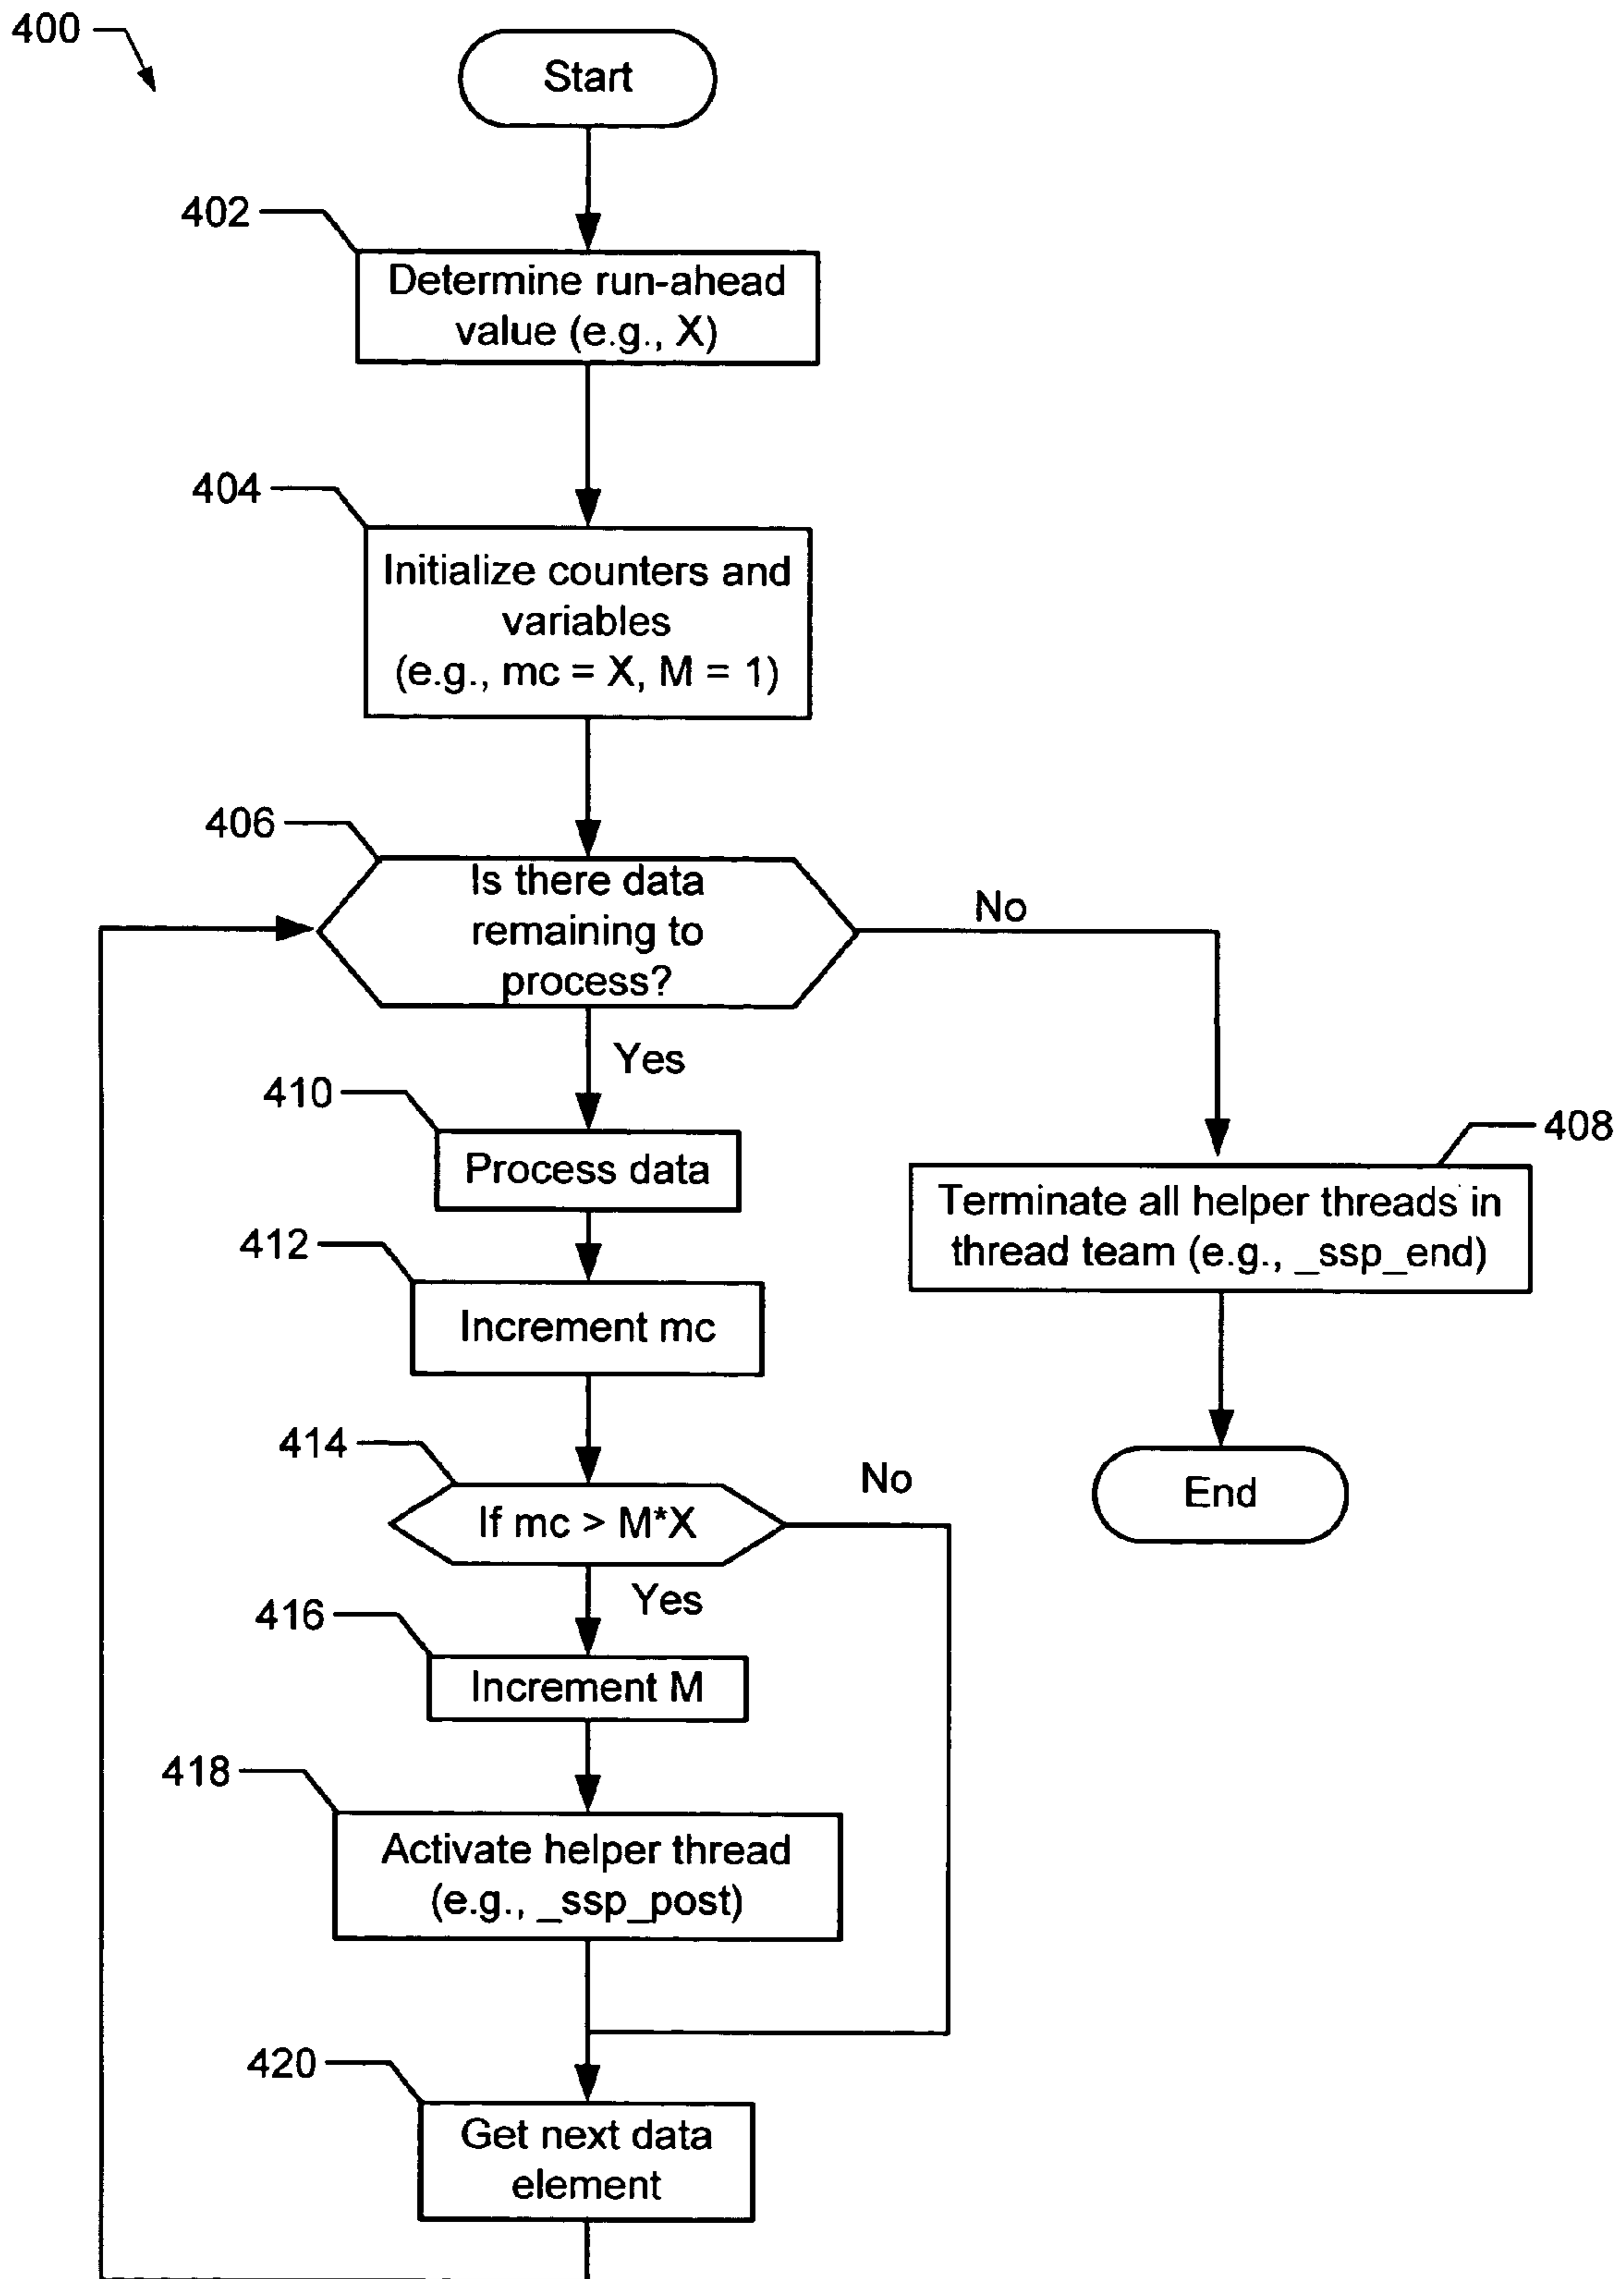 400
Start
402
Determine run-ahead
value (e.g., X)
404
Initialize counters and
variables
(e.g., mc = X, M = 1)
406
Is there data
remaining to
process?
No
Yes
410
Process data
408
Terminate all helper threads in
thread team (e.g., _ssp_end)
412
Increment mc
414
If mc > M*X
No
End
Yes
416
Increment M
418
Activate helper thread
(e.g., _ssp_post)
420
Get next data
element